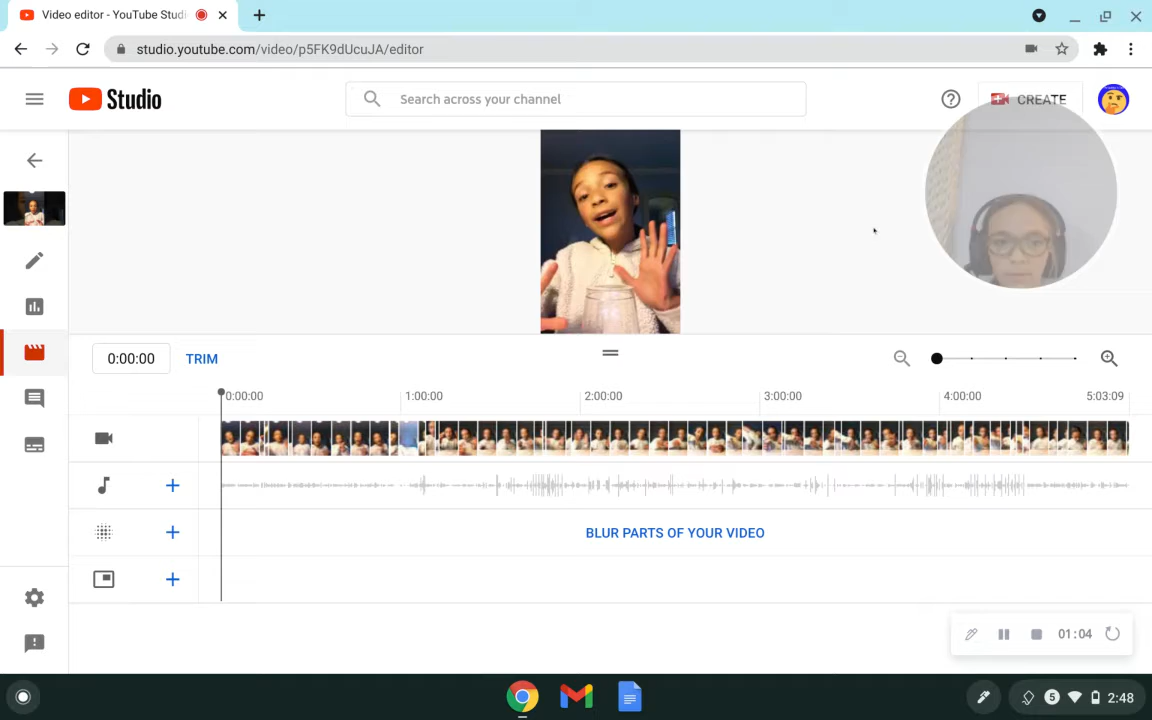 Video editor - YouTube Studi
studio.youtube.com/video/p5FK9dUcuJA/editor
Studio
Search across your channel
CREATE
0:00:00
TRIM
0:00:00
1:00:00
2:00:00
3:00:00
4:00:00
5:03:09
BLUR PARTS OF YOUR VIDEO
01:04
5
2:48